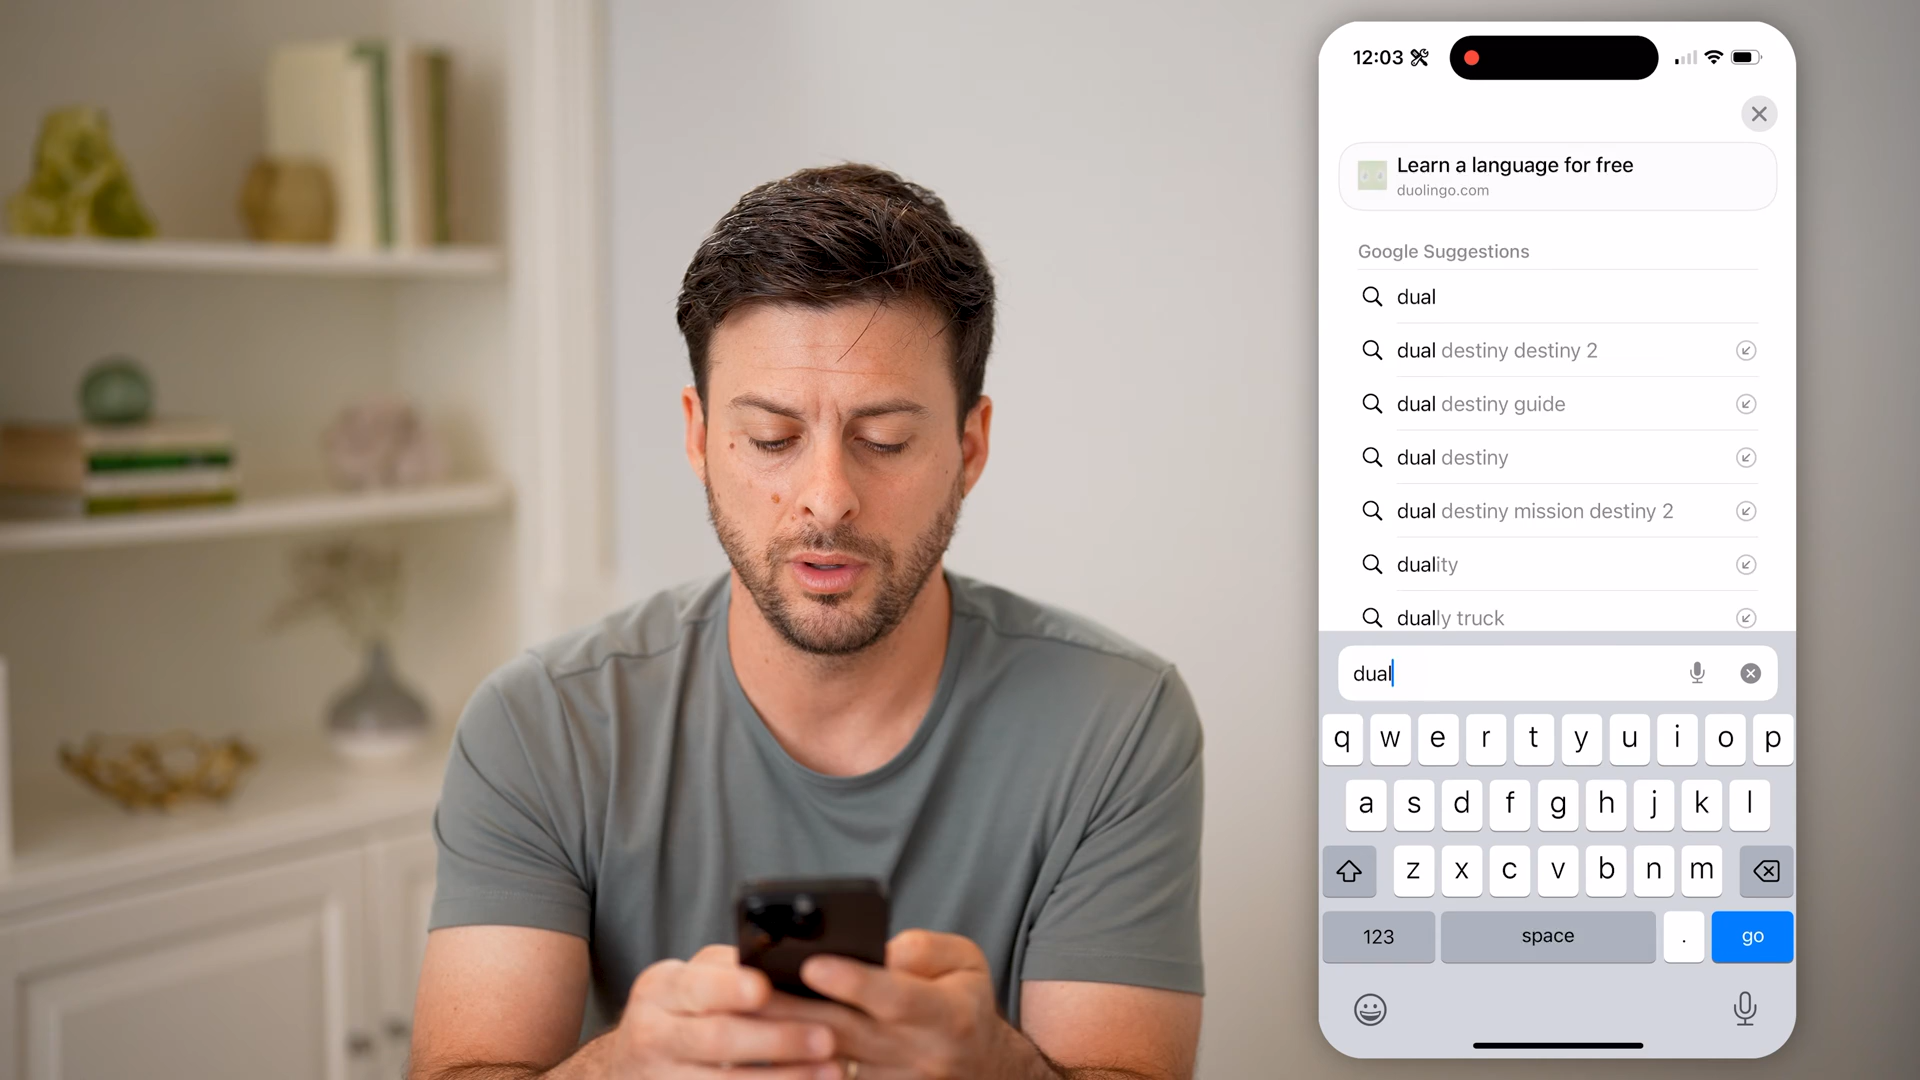 12:03
Learn a language for free
duolingo.com
Google Suggestions
dual
dual destiny destiny 2
dual destiny guide
dual destiny
dual destiny mission destiny 2
duality
dually truck
dual
q w e r t y u i o p
a s d f g h j k l
z x c v b n m
123 space . go